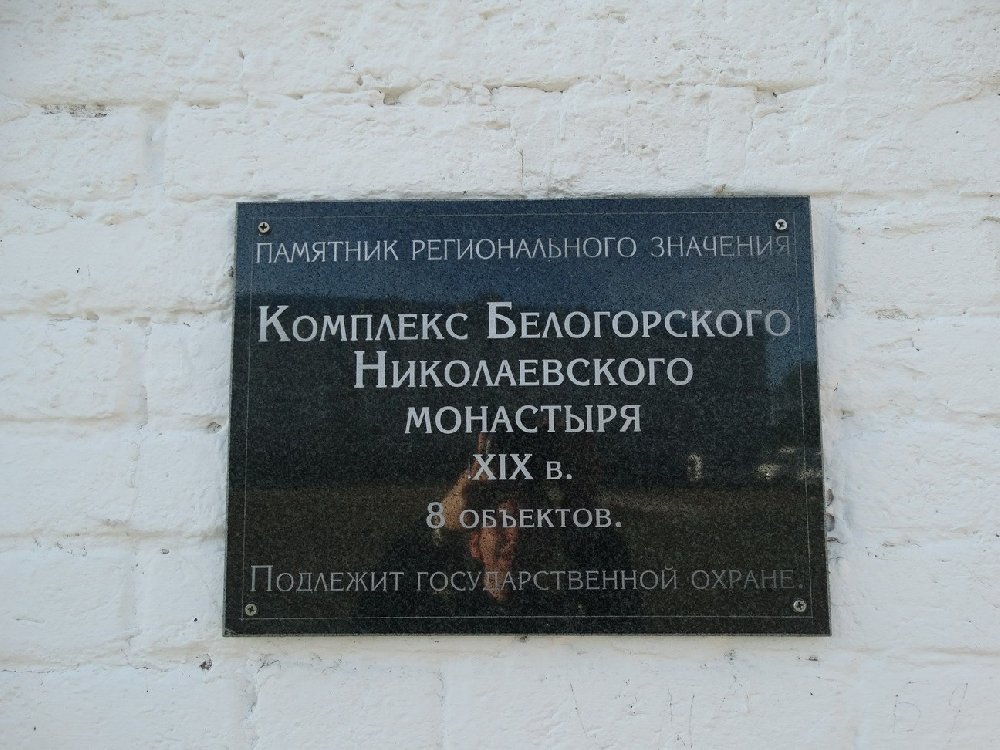 ПАМЯТНИК РЕГИОНАЛЬНОГО ЗНАЧЕНИЯ
КОМПЛЕКС БЕЛОГОРСКОГО
НИКОЛАЕВСКОГО
МОНАСТЫРЯ
XIX В.
8 ОБЪЕКТОВ.
ПОДЛЕЖИТ ГОСУДАРСТВЕННОЙ ОХРАНЕ.